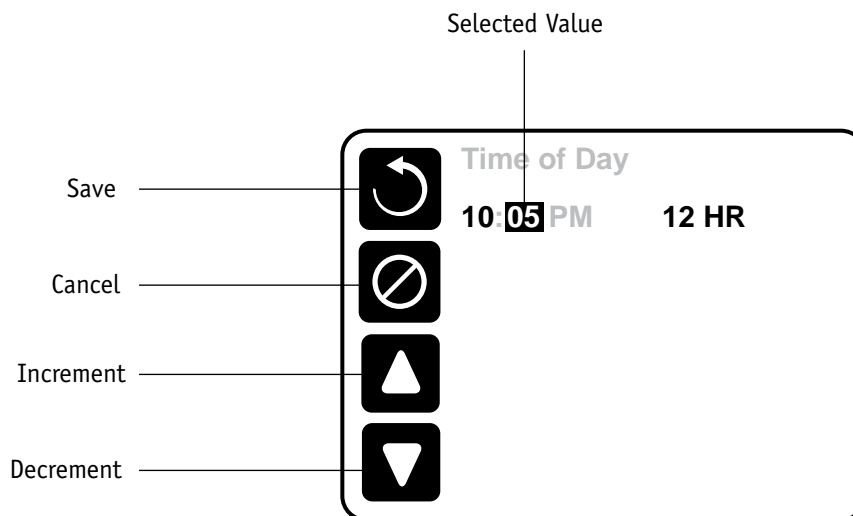 Selected Value
Time of Day
Save
10:05 PM 12 HR
Cancel
Increment
Decrement